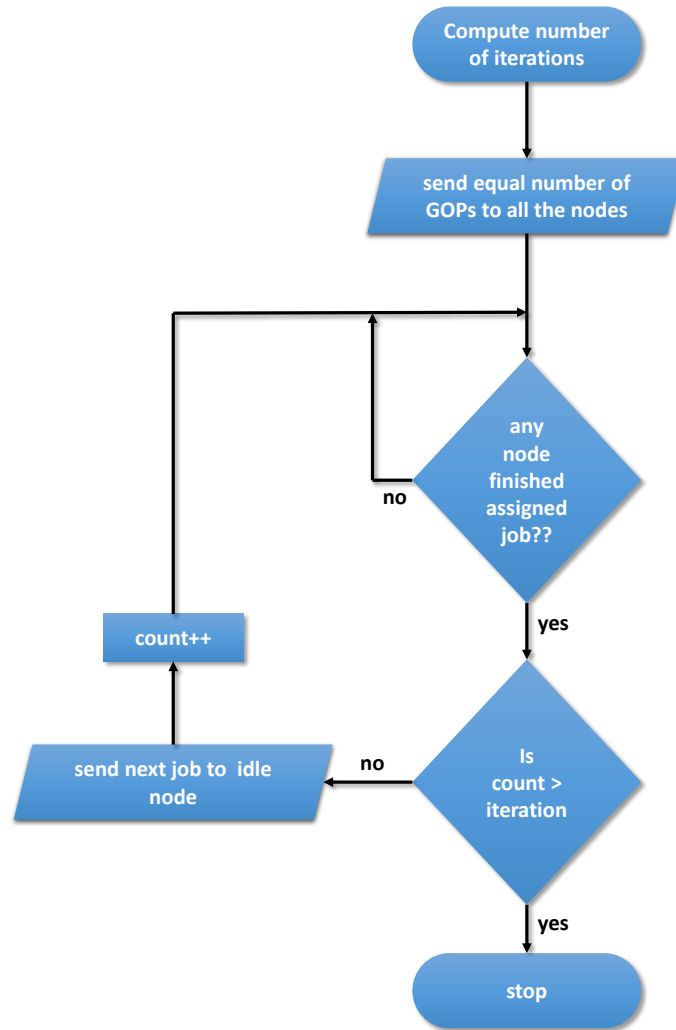 Compute number
of iterations
send equal number of
GOPs to all the nodes
any
node
finished
assigned
job??
no
yes
count++
Is
count >
iteration
no
send next job to idle
node
yes
stop